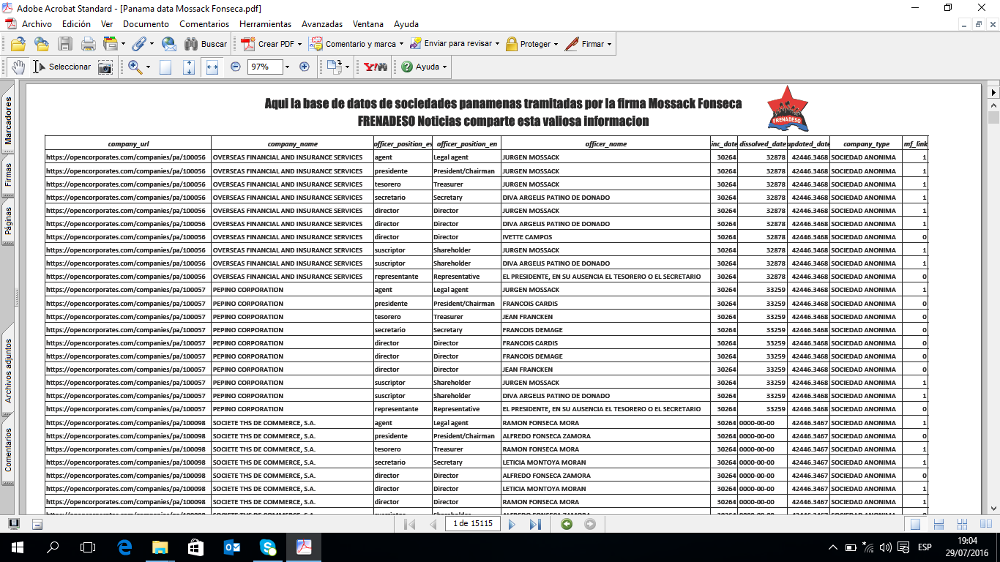 Adobe Acrobat Standard - [Panama data Mossack Fonseca.pdf]
Archivo Edición Ver Documento Comentarios Herramientas Avanzadas Ventana Ayuda
Buscar Crear PDF Comentario y marca Enviar para revisar Proteger Firmar
Seleccionar 97% Y! Ayuda
Marcadores
Firmas
Páginas
Archivos adjuntos
Comentarios
Aqui la base de datos de sociedades panamenas tramitadas por la firma Mossack Fonseca
FRENADESO Noticias comparte esta valiosa informacion
FRENADESO
company_url company_name officer_position_es officer_position_en officer_name inc_date dissolved_date updated_date company_type mf_link
https://opencorporates.com/companies/pa/100056 OVERSEAS FINANCIAL AND INSURANCE SERVICES agent Legal agent JURGEN MOSSACK 30264 32878 42446.3468 SOCIEDAD ANONIMA 1
https://opencorporates.com/companies/pa/100056 OVERSEAS FINANCIAL AND INSURANCE SERVICES presidente President/Chairman JURGEN MOSSACK 30264 32878 42446.3468 SOCIEDAD ANONIMA 1
https://opencorporates.com/companies/pa/100056 OVERSEAS FINANCIAL AND INSURANCE SERVICES tesorero Treasurer JURGEN MOSSACK 30264 32878 42446.3468 SOCIEDAD ANONIMA 1
https://opencorporates.com/companies/pa/100056 OVERSEAS FINANCIAL AND INSURANCE SERVICES secretario Secretary DIVA ARGELIS PATINO DE DONADO 30264 32878 42446.3468 SOCIEDAD ANONIMA 1
https://opencorporates.com/companies/pa/100056 OVERSEAS FINANCIAL AND INSURANCE SERVICES director Director JURGEN MOSSACK 30264 32878 42446.3468 SOCIEDAD ANONIMA 1
https://opencorporates.com/companies/pa/100056 OVERSEAS FINANCIAL AND INSURANCE SERVICES director Director DIVA ARGELIS PATINO DE DONADO 30264 32878 42446.3468 SOCIEDAD ANONIMA 1
https://opencorporates.com/companies/pa/100056 OVERSEAS FINANCIAL AND INSURANCE SERVICES director Director IVETTE CAMPOS 30264 32878 42446.3468 SOCIEDAD ANONIMA 0
https://opencorporates.com/companies/pa/100056 OVERSEAS FINANCIAL AND INSURANCE SERVICES suscriptor Shareholder JURGEN MOSSACK 30264 32878 42446.3468 SOCIEDAD ANONIMA 1
https://opencorporates.com/companies/pa/100056 OVERSEAS FINANCIAL AND INSURANCE SERVICES suscriptor Shareholder DIVA ARGELIS PATINO DE DONADO 30264 32878 42446.3468 SOCIEDAD ANONIMA 1
https://opencorporates.com/companies/pa/100056 OVERSEAS FINANCIAL AND INSURANCE SERVICES representante Representative EL PRESIDENTE, EN SU AUSENCIA EL TESORERO O EL SECRETARIO 30264 32878 42446.3468 SOCIEDAD ANONIMA 0
https://opencorporates.com/companies/pa/100057 PEPINO CORPORATION agent Legal agent JURGEN MOSSACK 30264 33259 42446.3468 SOCIEDAD ANONIMA 1
https://opencorporates.com/companies/pa/100057 PEPINO CORPORATION presidente President/Chairman FRANCOIS CARDIS 30264 33259 42446.3468 SOCIEDAD ANONIMA 0
https://opencorporates.com/companies/pa/100057 PEPINO CORPORATION tesorero Treasurer JEAN FRANCKEN 30264 33259 42446.3468 SOCIEDAD ANONIMA 0
https://opencorporates.com/companies/pa/100057 PEPINO CORPORATION secretario Secretary FRANCOIS DEMAGE 30264 33259 42446.3468 SOCIEDAD ANONIMA 0
https://opencorporates.com/companies/pa/100057 PEPINO CORPORATION director Director FRANCOIS CARDIS 30264 33259 42446.3468 SOCIEDAD ANONIMA 0
https://opencorporates.com/companies/pa/100057 PEPINO CORPORATION director Director FRANCOIS DEMAGE 30264 33259 42446.3468 SOCIEDAD ANONIMA 0
https://opencorporates.com/companies/pa/100057 PEPINO CORPORATION director Director JEAN FRANCKEN 30264 33259 42446.3468 SOCIEDAD ANONIMA 0
https://opencorporates.com/companies/pa/100057 PEPINO CORPORATION suscriptor Shareholder JURGEN MOSSACK 30264 33259 42446.3468 SOCIEDAD ANONIMA 1
https://opencorporates.com/companies/pa/100057 PEPINO CORPORATION suscriptor Shareholder DIVA ARGELIS PATINO DE DONADO 30264 33259 42446.3468 SOCIEDAD ANONIMA 1
https://opencorporates.com/companies/pa/100057 PEPINO CORPORATION representante Representative EL PRESIDENTE, EN SU AUSENCIA EL TESORERO O EL SECRETARIO 30264 33259 42446.3468 SOCIEDAD ANONIMA 0
https://opencorporates.com/companies/pa/100098 SOCIETE THS DE COMMERCE, S.A. agent Legal agent RAMON FONSECA MORA 30264 0000-00-00 42446.3467 SOCIEDAD ANONIMA 1
https://opencorporates.com/companies/pa/100098 SOCIETE THS DE COMMERCE, S.A. presidente President/Chairman ALFREDO FONSECA ZAMORA 30264 0000-00-00 42446.3467 SOCIEDAD ANONIMA 0
https://opencorporates.com/companies/pa/100098 SOCIETE THS DE COMMERCE, S.A. tesorero Treasurer RAMON FONSECA MORA 30264 0000-00-00 42446.3467 SOCIEDAD ANONIMA 1
https://opencorporates.com/companies/pa/100098 SOCIETE THS DE COMMERCE, S.A. secretario Secretary LETICIA MONTOYA MORAN 30264 0000-00-00 42446.3467 SOCIEDAD ANONIMA 1
https://opencorporates.com/companies/pa/100098 SOCIETE THS DE COMMERCE, S.A. director Director ALFREDO FONSECA ZAMORA 30264 0000-00-00 42446.3467 SOCIEDAD ANONIMA 0
https://opencorporates.com/companies/pa/100098 SOCIETE THS DE COMMERCE, S.A. director Director LETICIA MONTOYA MORAN 30264 0000-00-00 42446.3467 SOCIEDAD ANONIMA 1
https://opencorporates.com/companies/pa/100098 SOCIETE THS DE COMMERCE, S.A. director Director RAMON FONSECA MORA 30264 0000-00-00 42446.3467 SOCIEDAD ANONIMA 1
1 de 15115
ESP
19:04
29/07/2016